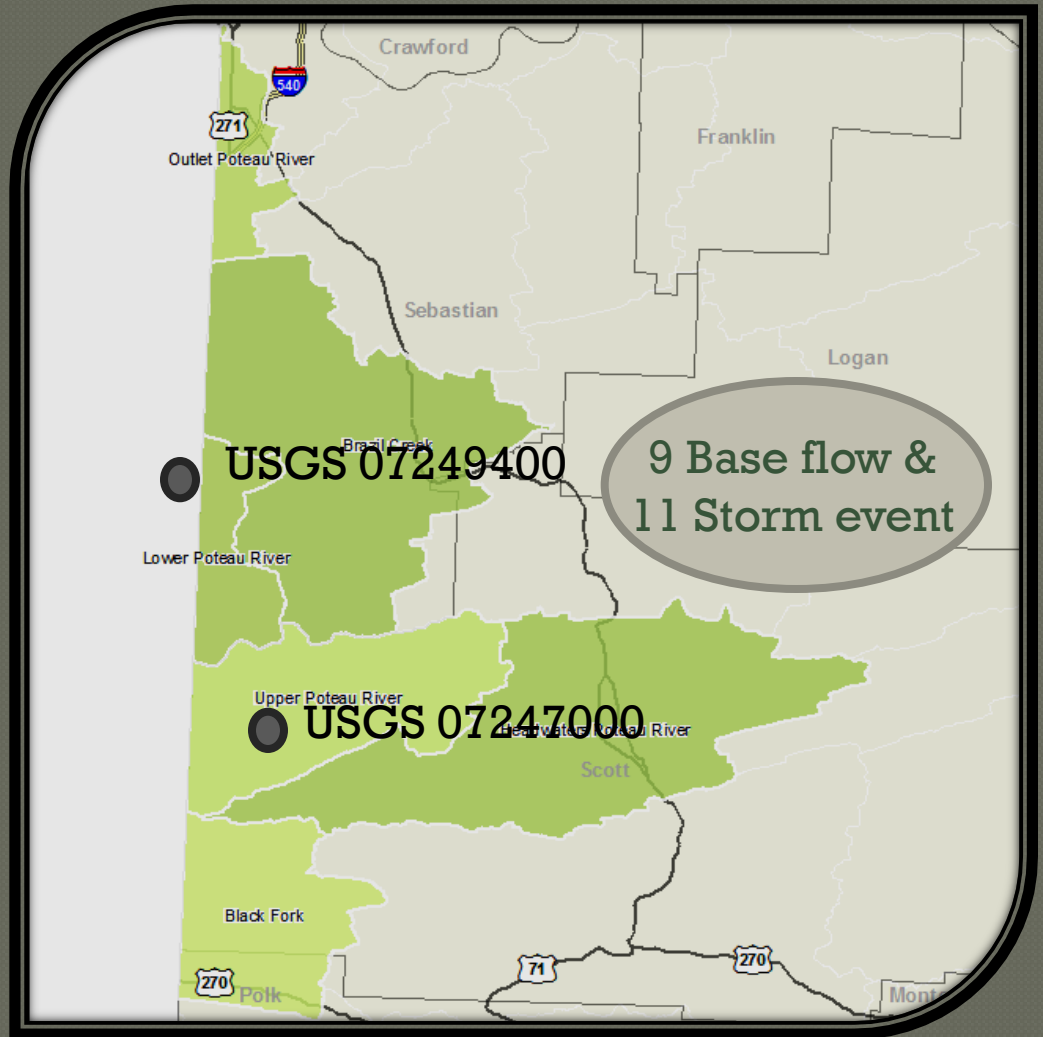 Crawford
540
271
Franklin
Outlet Poteau River
Sebastian
Logan
Brazil Creek
USGS 07249400
9 Base flow &
11 Storm event
Lower Poteau River
Upper Poteau River
USGS 07247000
Headwaters Poteau River
Scott
Black Fork
71
270
270
Polk
Mont